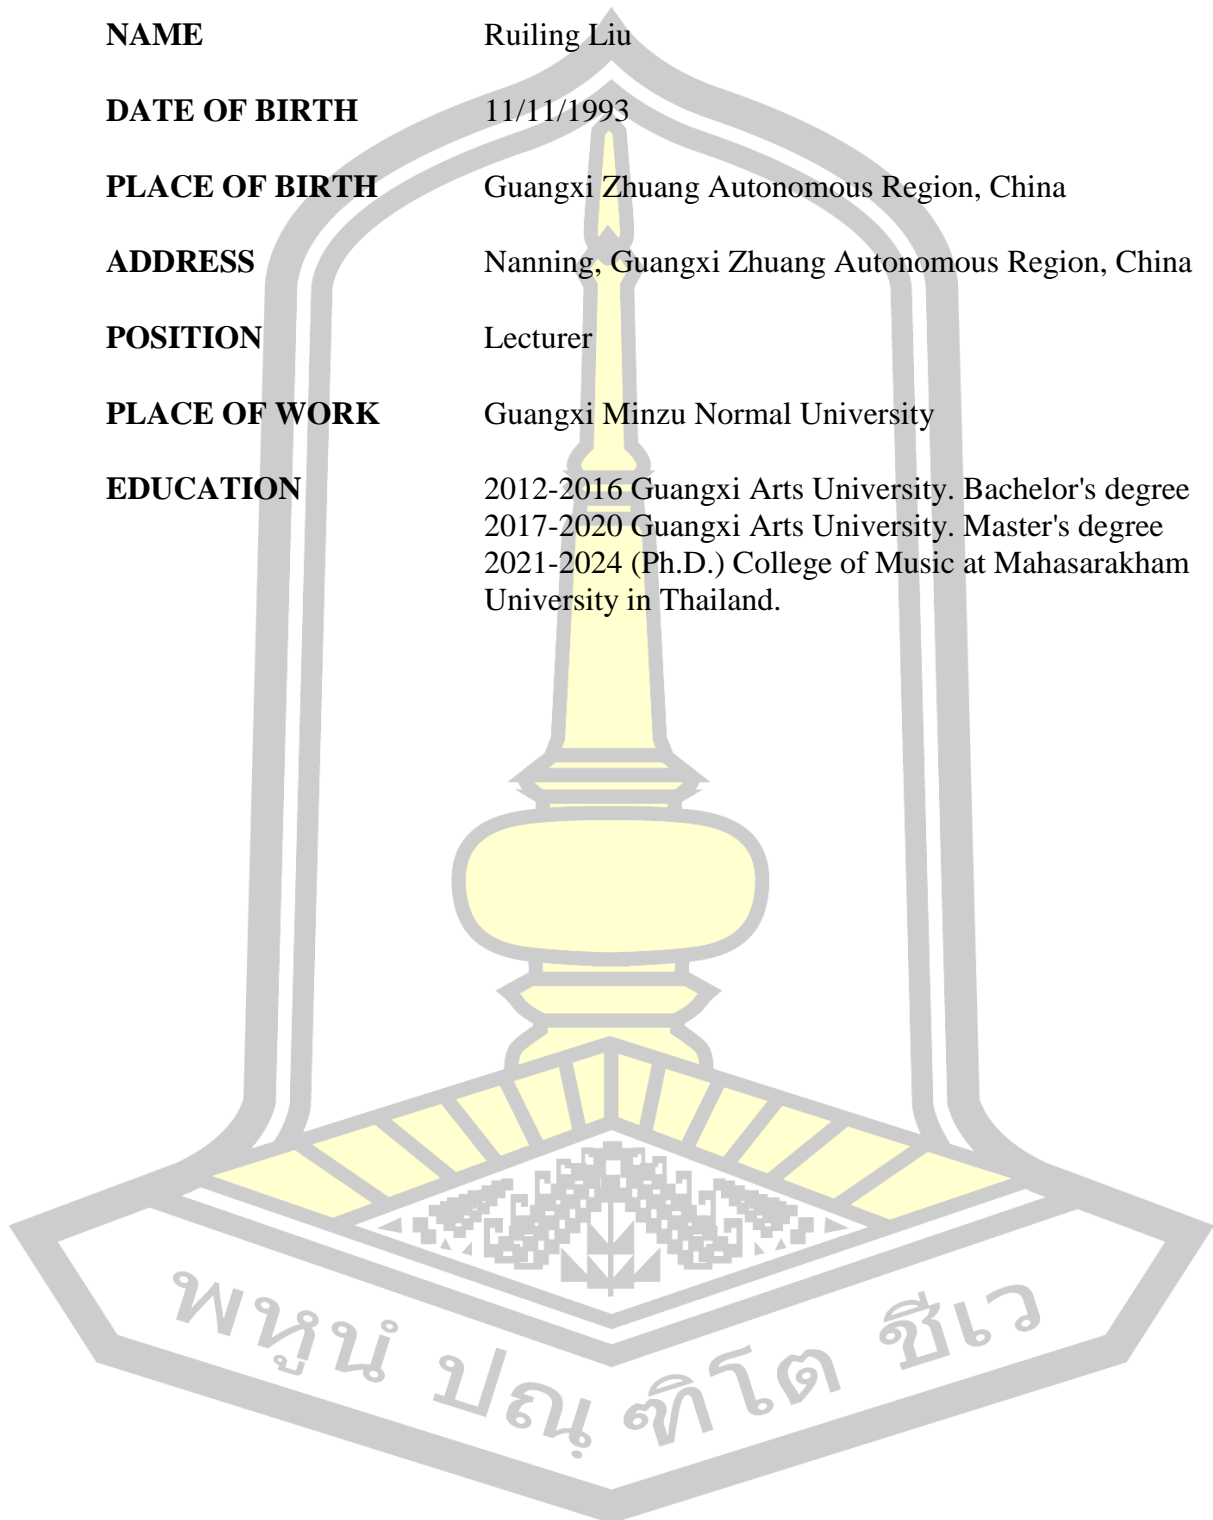 NAME Ruiling Liu
DATE OF BIRTH 11/11/1993
PLACE OF BIRTH Guangxi Zhuang Autonomous Region, China
ADDRESS Nanning, Guangxi Zhuang Autonomous Region, China
POSITION Lecturer
PLACE OF WORK Guangxi Minzu Normal University
EDUCATION 2012-2016 Guangxi Arts University. Bachelor's degree
2017-2020 Guangxi Arts University. Master's degree
2021-2024 (Ph.D.) College of Music at Mahasarakham
University in Thailand.
พหูนํ ปณฺ ฑิโต ชีเว